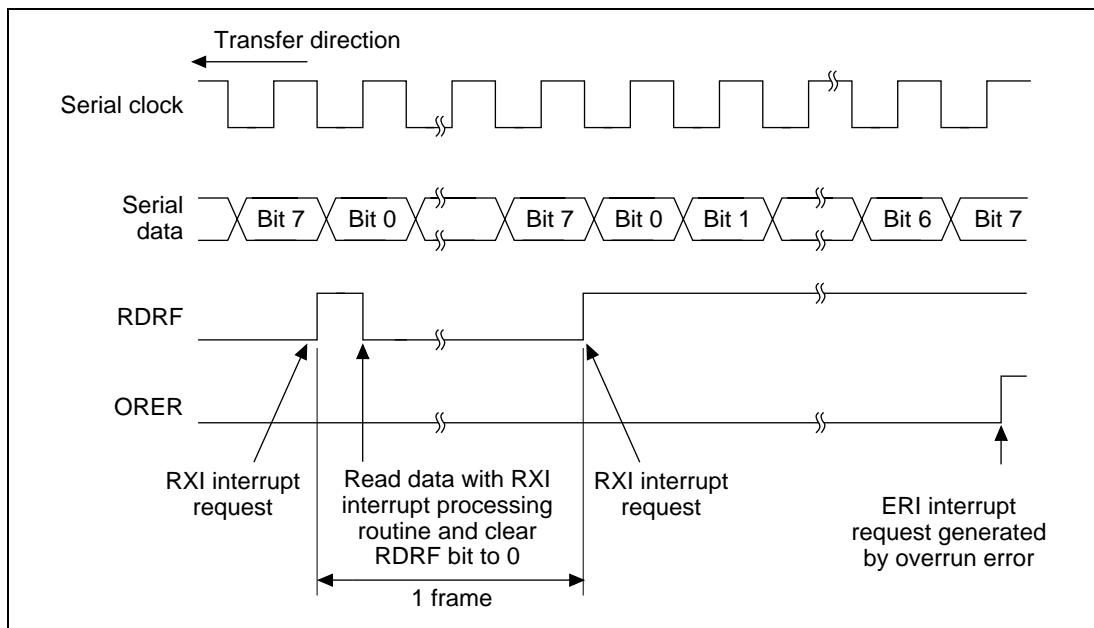 Transfer direction
Serial clock
Serial
data
Bit 7
Bit 0
Bit 7
Bit 0
Bit 1
Bit 6
Bit 7
RDRF
ORER
RXI interrupt
request
Read data with RXI
interrupt processing
routine and clear
RDRF bit to 0
RXI interrupt
request
ERI interrupt
request generated
by overrun error
1 frame